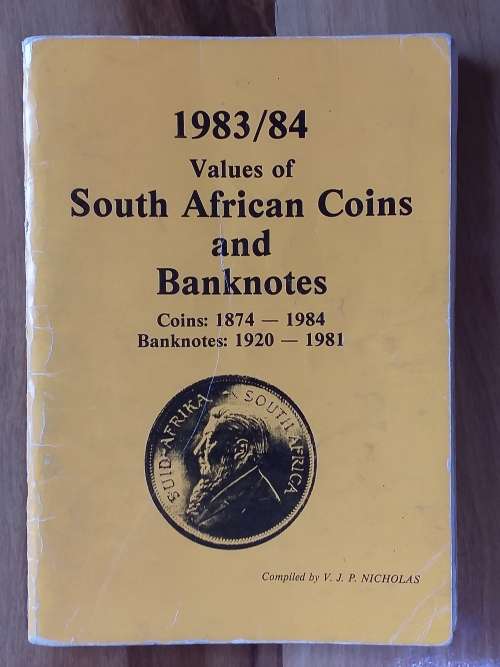 1983/84
Values of
South African Coins
and
Banknotes
Coins: 1874 — 1984
Banknotes: 1920 — 1981
SUID-AFRIKA SOUTH AFRICA
Compiled by V. J. P. NICHOLAS